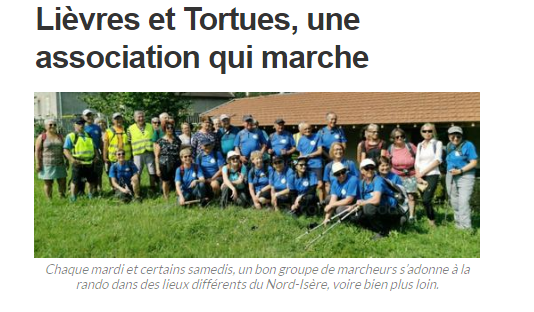 Lièvres et Tortues, une
association qui marche
Chaque mardi et certains samedis, un bon groupe de marcheurs s’adonne à la
rando dans des lieux différents du Nord-Isère, voire bien plus loin.